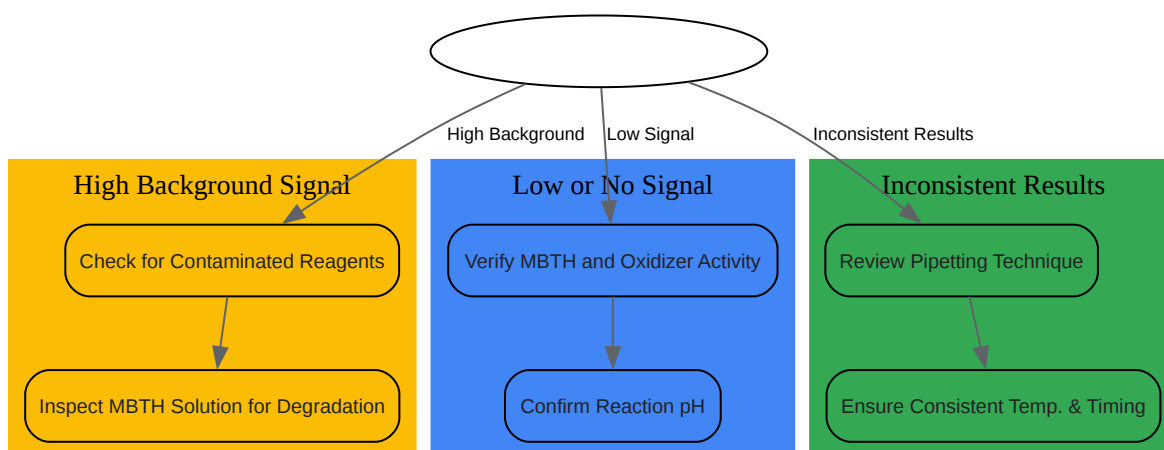 High Background
Low Signal
Inconsistent Results
High Background Signal
Low or No Signal
Inconsistent Results
Check for Contaminated Reagents
Verify MBTH and Oxidizer Activity
Review Pipetting Technique
Inspect MBTH Solution for Degradation
Confirm Reaction pH
Ensure Consistent Temp. & Timing